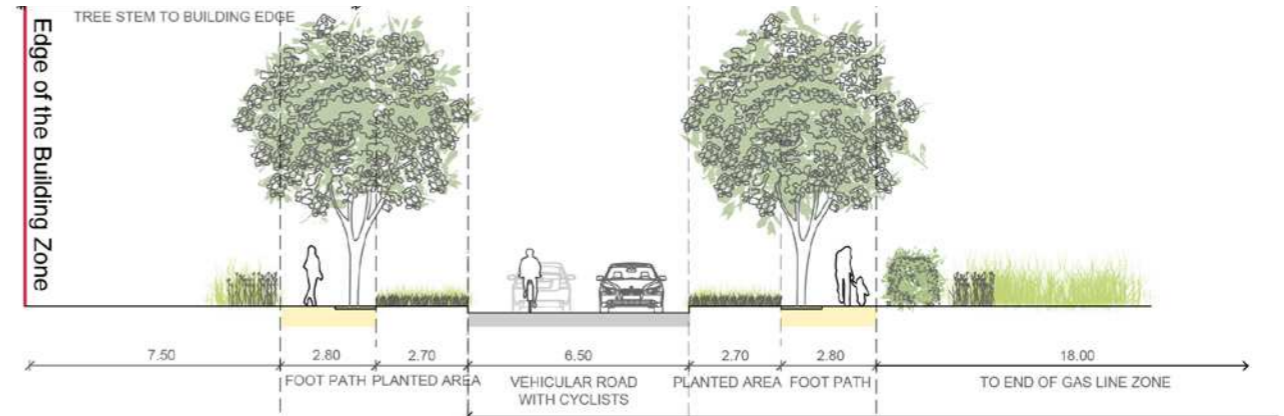 TREE STEM TO BUILDING EDGE
Edge of the Building Zone
7.50
2.80
2.70
6.50
2.70
2.80
18.00
FOOT PATH
PLANTED AREA
VEHICULAR ROAD
WITH CYCLISTS
PLANTED AREA
FOOT PATH
TO END OF GAS LINE ZONE